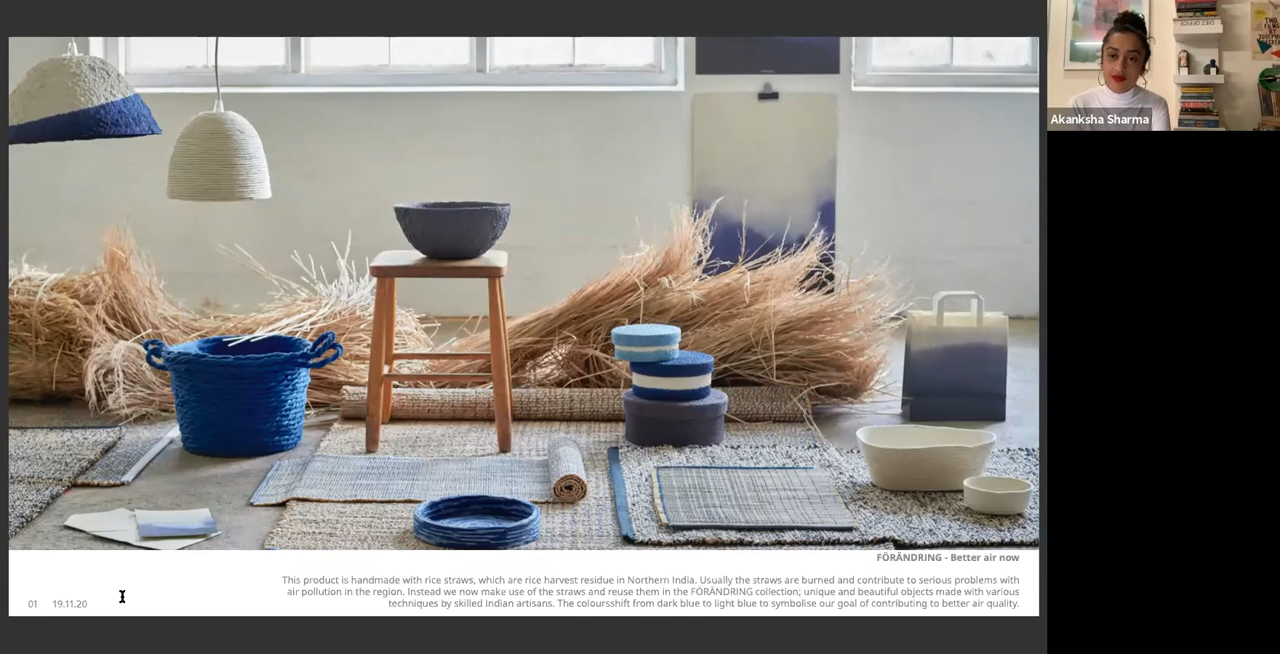 FÖRÄNDRING - Better air now
This product is handmade with rice straws, which are rice harvest residue in Northern India. Usually the straws are burned and contribute to serious problems with
air pollution in the region. Instead we now make use of the straws and reuse them in the FÖRÄNDRING collection; unique and beautiful objects made with various
techniques by skilled Indian artisans. The coloursshift from dark blue to light blue to symbolise our goal of contributing to better air quality.
01 19.11.20
Akanksha Sharma